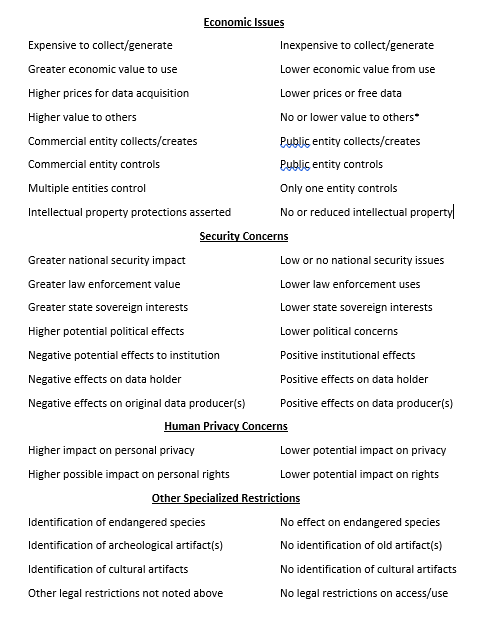 Economic Issues
Expensive to collect/generate Inexpensive to collect/generate
Greater economic value to use Lower economic value from use
Higher prices for data acquisition Lower prices or free data
Higher value to others No or lower value to others*
Commercial entity collects/creates Public entity collects/creates
Commercial entity controls Public entity controls
Multiple entities control Only one entity controls
Intellectual property protections asserted No or reduced intellectual property
Security Concerns
Greater national security impact Low or no national security issues
Greater law enforcement value Lower law enforcement uses
Greater state sovereign interests Lower state sovereign interests
Higher potential political effects Lower political concerns
Negative potential effects to institution Positive institutional effects
Negative effects on data holder Positive effects on data holder
Negative effects on original data producer(s) Positive effects on data producer(s)
Human Privacy Concerns
Higher impact on personal privacy Lower potential impact on privacy
Higher possible impact on personal rights Lower potential impact on rights
Other Specialized Restrictions
Identification of endangered species No effect on endangered species
Identification of archeological artifact(s) No identification of old artifact(s)
Identification of cultural artifacts No identification of cultural artifacts
Other legal restrictions not noted above No legal restrictions on access/use